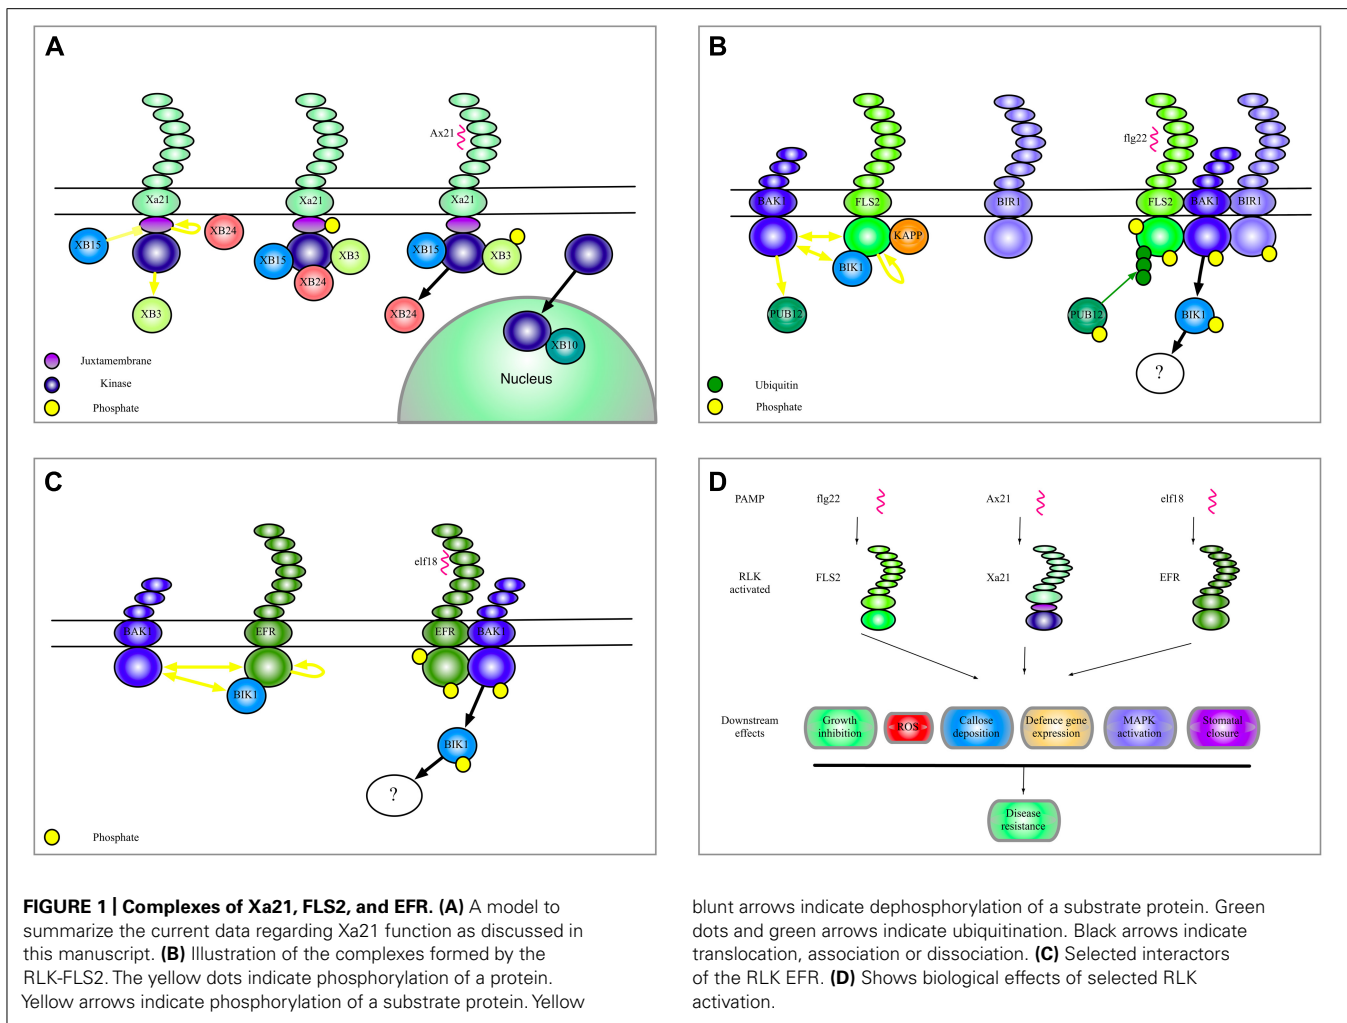 A
Ax21
Xa21
Xa21
Xa21
XB15
XB24
XB15
XB3
XB24
XB15
XB3
XB3
XB24
XB10
Nucleus
Juxtamembrane
Kinase
Phosphate
B
flg22
BAK1
FLS2
BIR1
FLS2
BAK1
BIR1
KAPP
BIK1
PUB12
PUB12
BIK1
?
Ubiquitin
Phosphate
C
elf18
BAK1
EFR
EFR
BAK1
BIK1
BIK1
?
Phosphate
D
PAMP
flg22
Ax21
elf18
RLK
activated
FLS2
Xa21
EFR
Downstream
effects
Growth
inhibition
ROS
Callose
deposition
Defence gene
expression
MAPK
activation
Stomatal
closure
Disease
resistance
FIGURE 1 | Complexes of Xa21, FLS2, and EFR. (A) A model to
summarize the current data regarding Xa21 function as discussed in
this manuscript. (B) Illustration of the complexes formed by the
RLK-FLS2. The yellow dots indicate phosphorylation of a protein.
Yellow arrows indicate phosphorylation of a substrate protein. Yellow
blunt arrows indicate dephosphorylation of a substrate protein. Green
dots and green arrows indicate ubiquitination. Black arrows indicate
translocation, association or dissociation. (C) Selected interactors
of the RLK EFR. (D) Shows biological effects of selected RLK
activation.